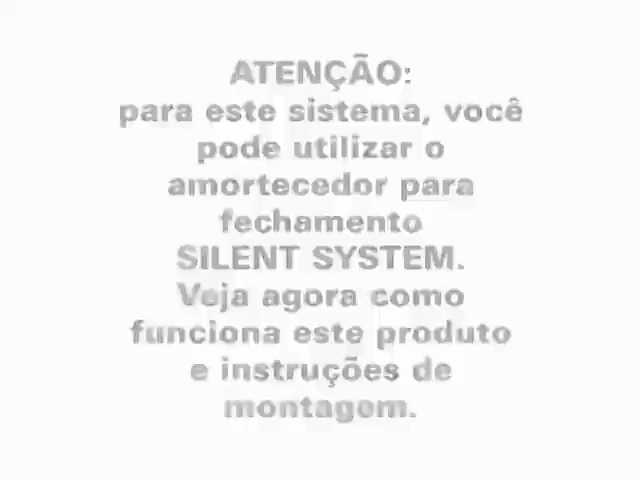 ATENÇÃO:
para este sistema, você
pode utilizar o
amortecedor para
fechamento
SILENT SYSTEM.
Veja agora como
funciona este produto
e instruções de
montagem.